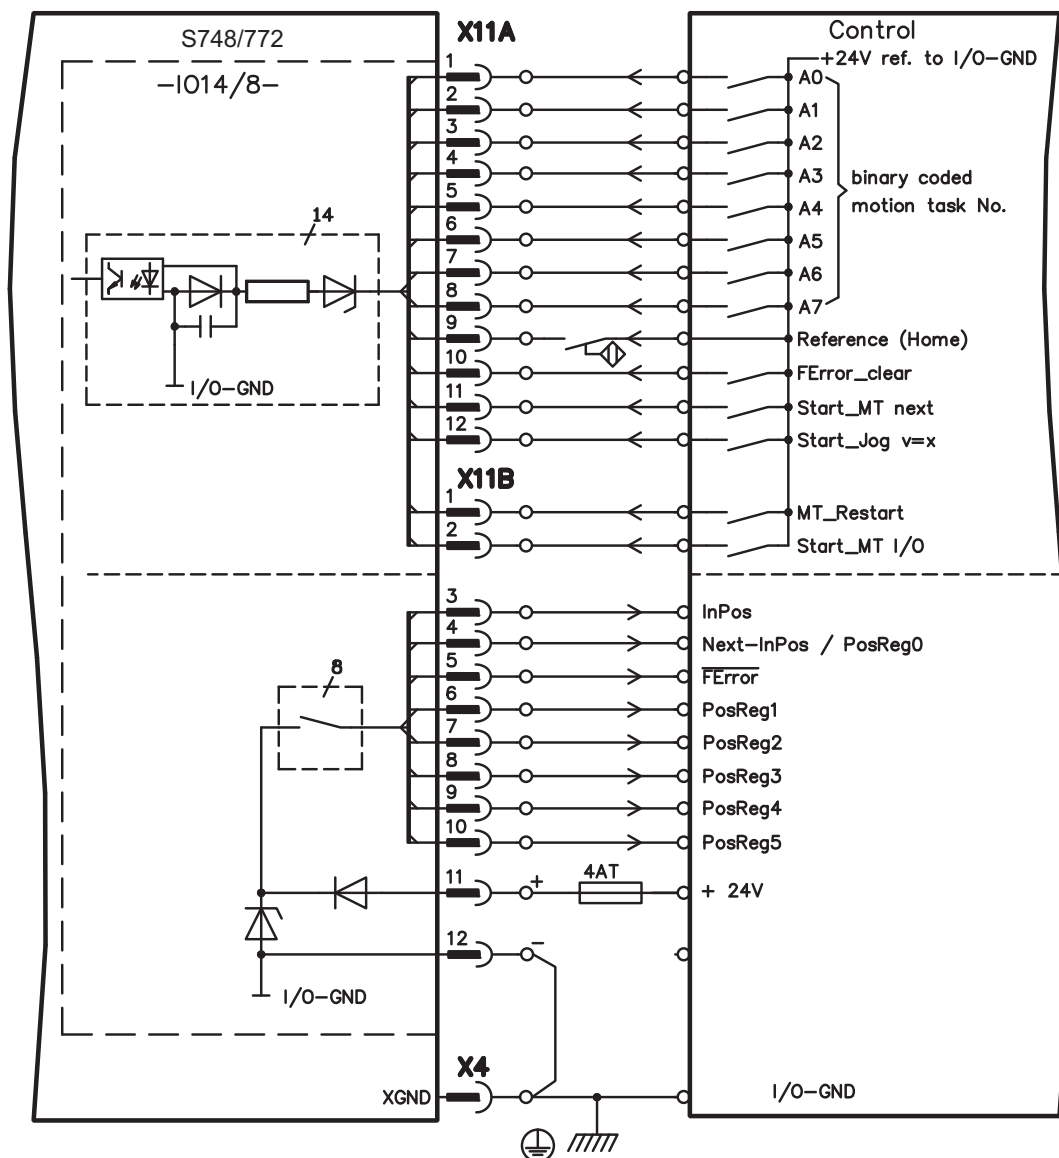 S748/772
-I014/8-
14
I/O-GND
8
I/O-GND
XGND
X11A
1
2
3
4
5
6
7
8
9
10
11
12
X11B
1
2
3
4
5
6
7
8
9
10
11
12
X4
+
4AT
-
Control
+24V ref. to I/O-GND
A0
A1
A2
A3
A4
A5
A6
A7
binary coded
motion task No.
Reference (Home)
FError_clear
Start_MT next
Start_Jog v=x
MT_Restart
Start_MT I/O
InPos
Next-InPos / PosReg0
FError
PosReg1
PosReg2
PosReg3
PosReg4
PosReg5
+ 24V
I/O-GND